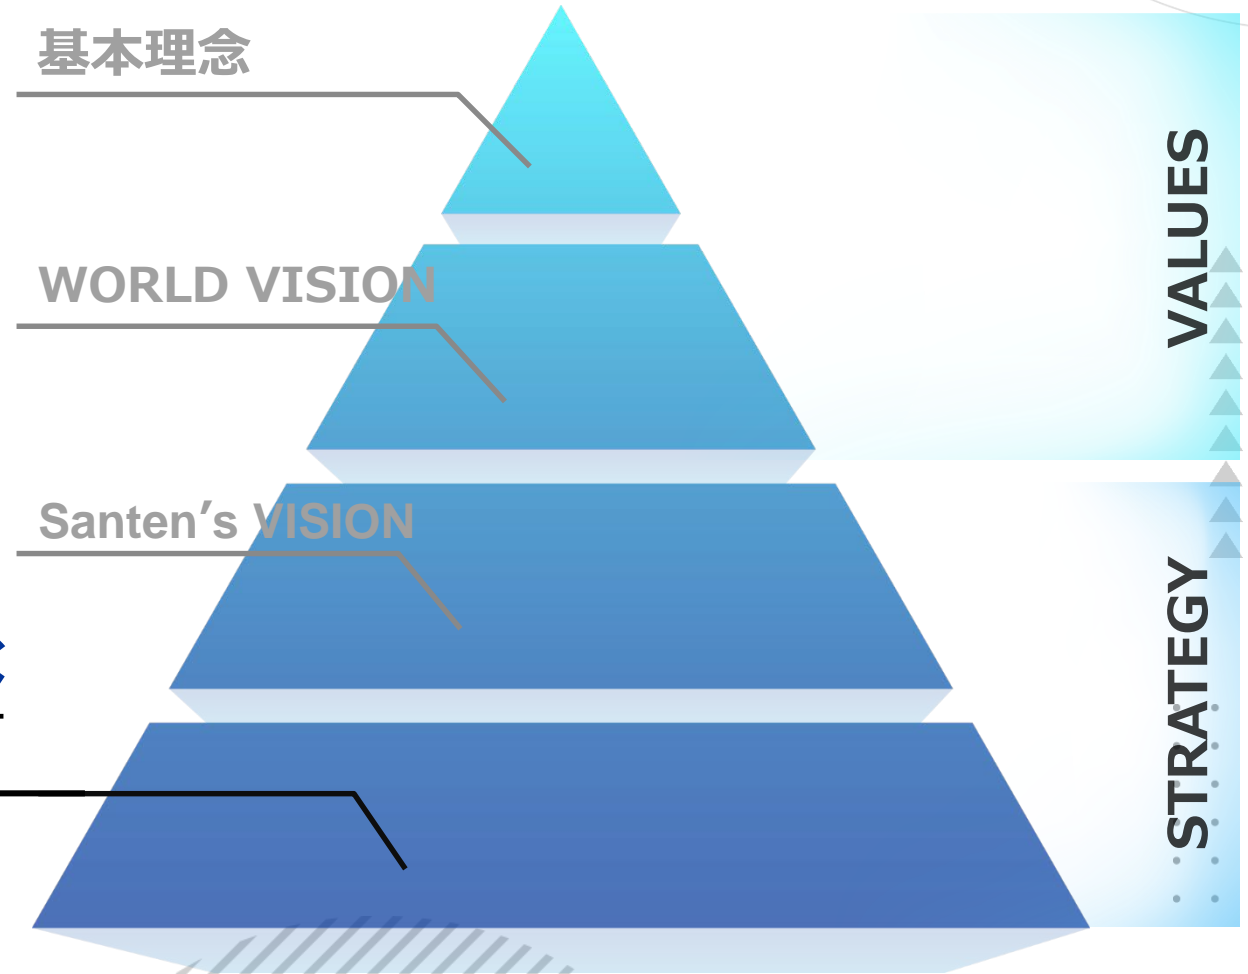 基本理念
WORLD VISION
Santen’s VISION
VALUES
STRATEGY